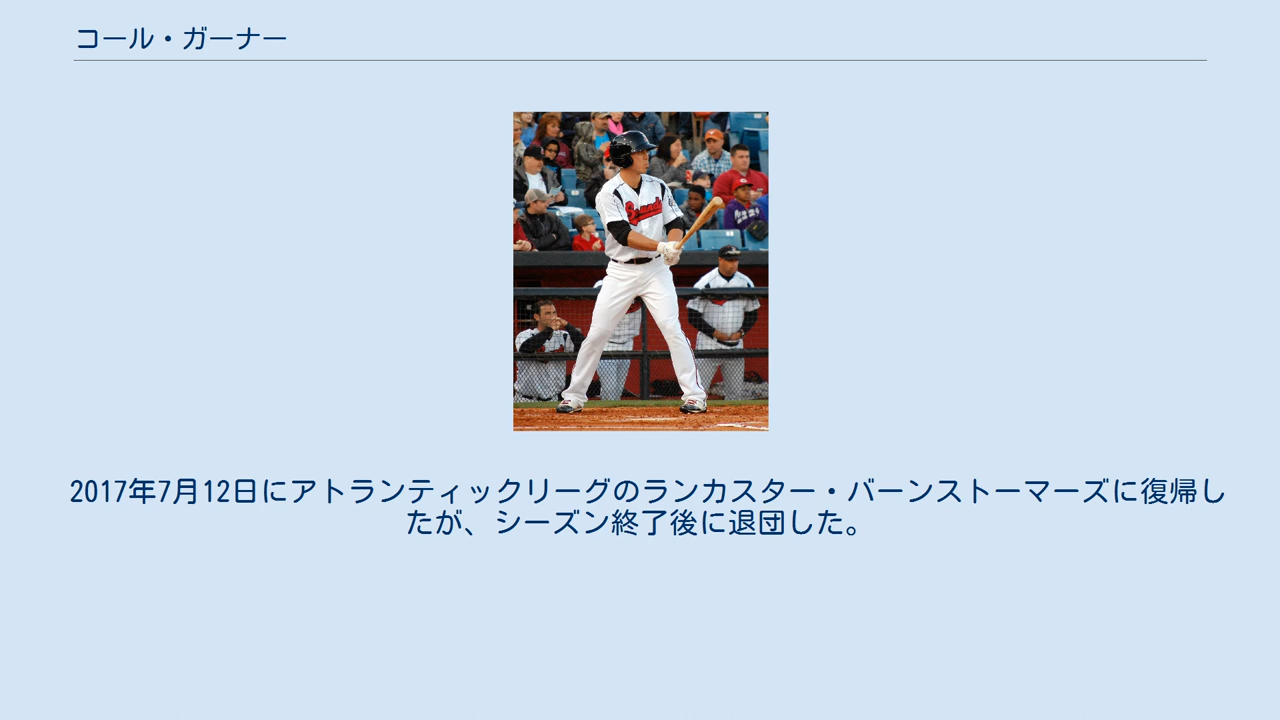 コール・ガーナー
2017年7月12日にアトランティックリーグのランカスター・バーンストーマーズに復帰し
たが、シーズン終了後に退団した。